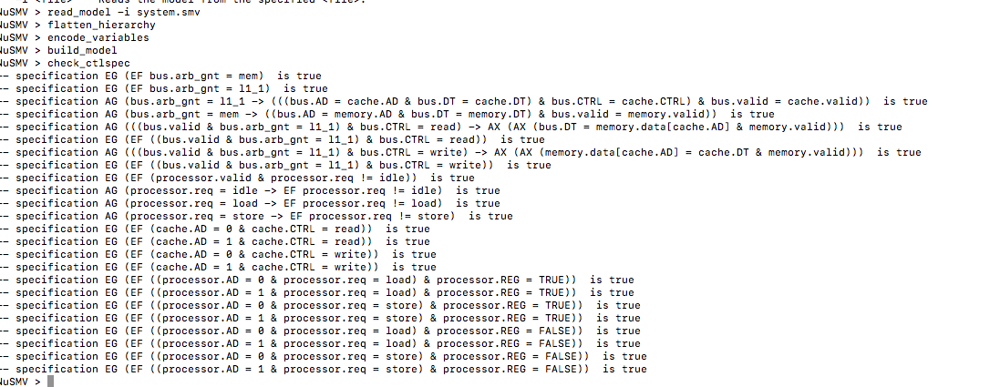 <file>.
NuSMV > read_model -i system.smv
NuSMV > flatten_hierarchy
NuSMV > encode_variables
NuSMV > build_model
NuSMV > check_ctlspec
-- specification EG (EF bus.arb_gnt = mem)  is true
-- specification EG (EF bus.arb_gnt = l1_1)  is true
-- specification AG (bus.arb_gnt = l1_1 -> (((bus.AD = cache.AD & bus.DT = cache.DT) & bus.CTRL = cache.CTRL) & bus.valid = cache.valid))  is true
-- specification AG (bus.arb_gnt = mem -> ((bus.AD = memory.AD & bus.DT = memory.DT) & bus.valid = memory.valid))  is true
-- specification AG (((bus.valid & bus.arb_gnt = l1_1) & bus.CTRL = read) -> AX (AX (bus.DT = memory.data[cache.AD] & memory.valid)))  is true
-- specification EG (EF ((bus.valid & bus.arb_gnt = l1_1) & bus.CTRL = read))  is true
-- specification AG (((bus.valid & bus.arb_gnt = l1_1) & bus.CTRL = write) -> AX (AX (memory.data[cache.AD] = cache.DT & memory.valid)))  is true
-- specification EG (EF ((bus.valid & bus.arb_gnt = l1_1) & bus.CTRL = write))  is true
-- specification EG (EF (processor.valid & processor.req != idle))  is true
-- specification AG (processor.req = idle -> EF processor.req != idle)  is true
-- specification AG (processor.req = load -> EF processor.req != load)  is true
-- specification AG (processor.req = store -> EF processor.req != store)  is true
-- specification EG (EF (cache.AD = 0 & cache.CTRL = read))  is true
-- specification EG (EF (cache.AD = 1 & cache.CTRL = read))  is true
-- specification EG (EF (cache.AD = 0 & cache.CTRL = write))  is true
-- specification EG (EF (cache.AD = 1 & cache.CTRL = write))  is true
-- specification EG (EF ((processor.AD = 0 & processor.req = load) & processor.REG = TRUE))  is true
-- specification EG (EF ((processor.AD = 1 & processor.req = load) & processor.REG = TRUE))  is true
-- specification EG (EF ((processor.AD = 0 & processor.req = store) & processor.REG = TRUE))  is true
-- specification EG (EF ((processor.AD = 1 & processor.req = store) & processor.REG = TRUE))  is true
-- specification EG (EF ((processor.AD = 0 & processor.req = load) & processor.REG = FALSE))  is true
-- specification EG (EF ((processor.AD = 1 & processor.req = load) & processor.REG = FALSE))  is true
-- specification EG (EF ((processor.AD = 0 & processor.req = store) & processor.REG = FALSE))  is true
-- specification EG (EF ((processor.AD = 1 & processor.req = store) & processor.REG = FALSE))  is true
NuSMV >